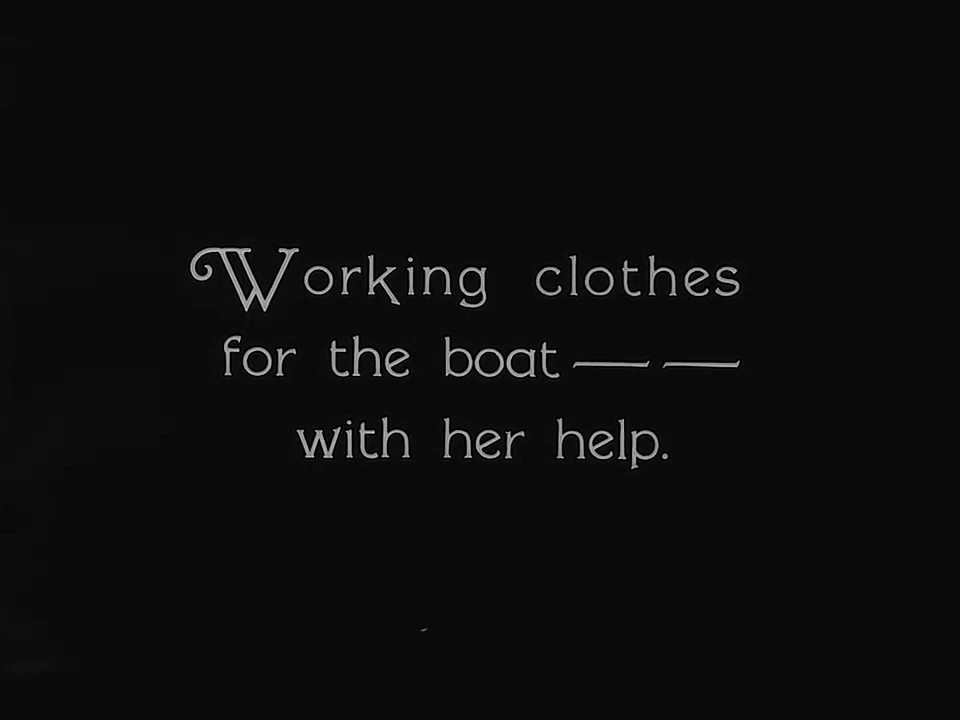 Working clothes
for the boat — —
with her help.